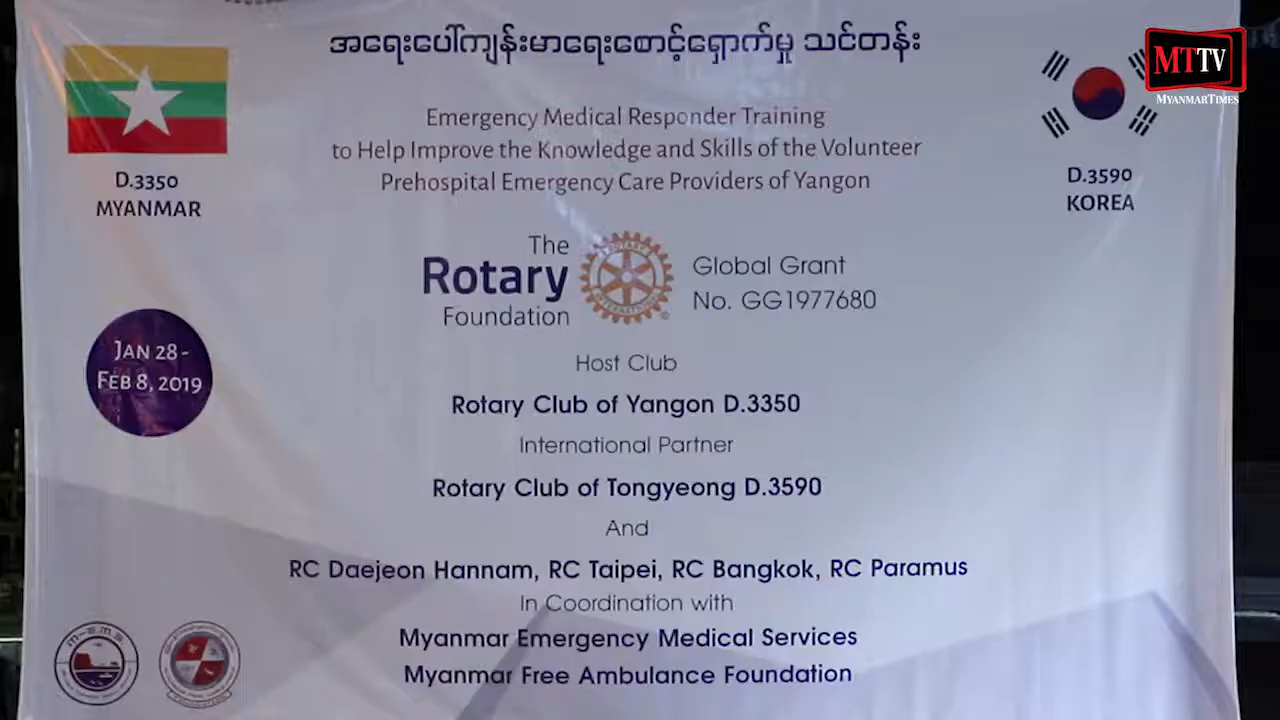 အရေးပေါ်ကျန်းမာရေးစောင့်ရှောက်မှု သင်တန်း
MTTV
MYANMARTIMES
Emergency Medical Responder Training
to Help Improve the Knowledge and Skills of the Volunteer
Prehospital Emergency Care Providers of Yangon
D.3350
MYANMAR
D.3590
KOREA
The
Rotary
Foundation
ROTARY
INTERNATIONAL
Global Grant
No. GG1977680
JAN 28 -
FEB 8, 2019
Host Club
Rotary Club of Yangon D.3350
International Partner
Rotary Club of Tongyeong D.3590
And
RC Daejeon Hannam, RC Taipei, RC Bangkok, RC Paramus
In Coordination with
Myanmar Emergency Medical Services
Myanmar Free Ambulance Foundation